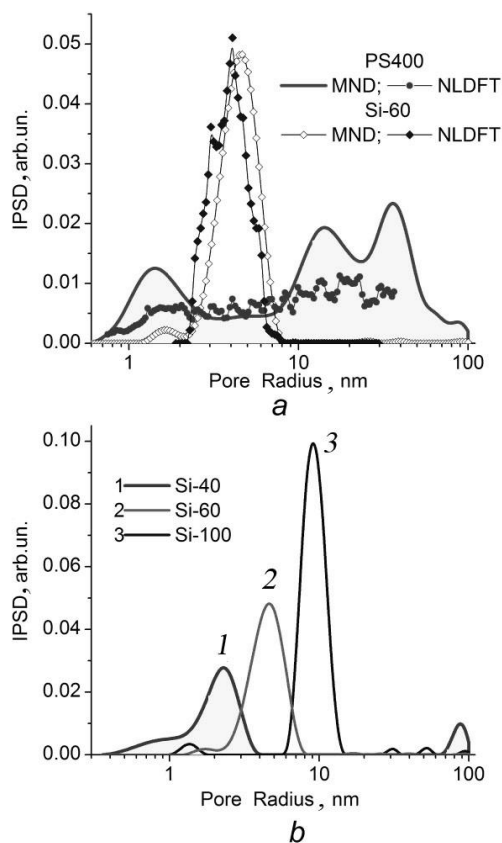 0.05
0.04
0.03
0.02
0.01
0.00
IPSD, arb.un.
PS400
MND; NLDFT
Si-60
MND; NLDFT
1 10 100
Pore Radius, nm
a
0.10
0.08
0.06
0.04
0.02
0.00
IPSD, arb.un.
1 Si-40
2 Si-60
3 Si-100
1
2
3
1 10 100
Pore Radius, nm
b